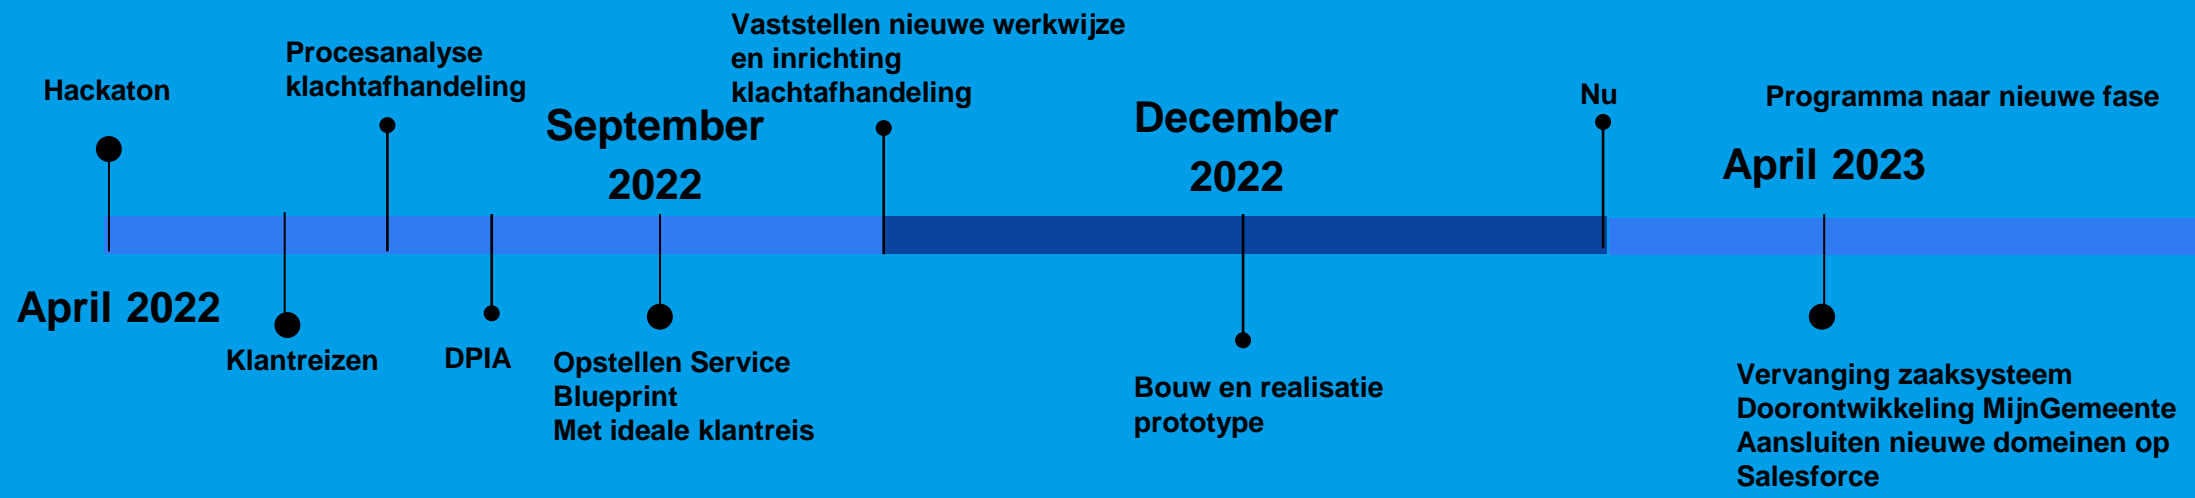 Hackaton
April 2022
Klantreizen
Procesanalyse
klachtafhandeling
DPIA
September
2022
Opstellen Service
Blueprint
Met ideale klantreis
Vaststellen nieuwe werkwijze
en inrichting
klachtafhandeling
December
2022
Bouw en realisatie
prototype
Nu
Programma naar nieuwe fase
April 2023
Vervanging zaaksysteem
Doorontwikkeling MijnGemeente
Aansluiten nieuwe domeinen op
Salesforce